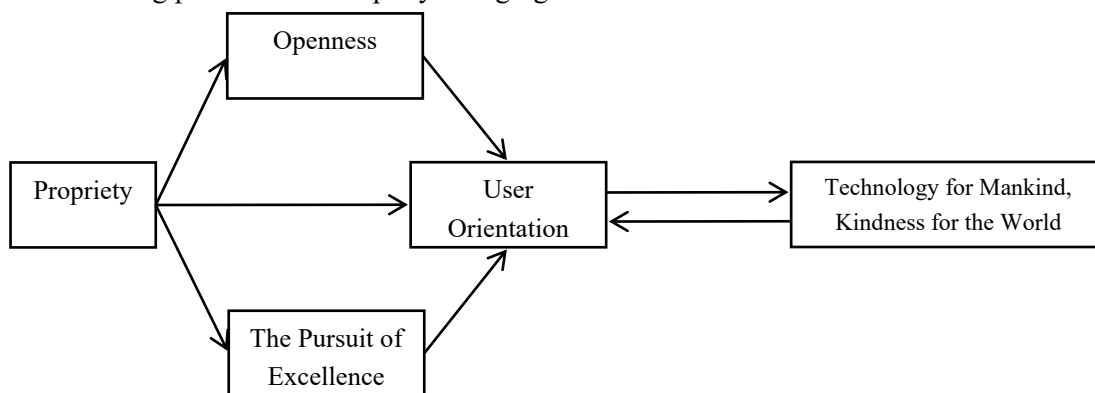 Openness
Propriety
User
Orientation
Technology for Mankind,
Kindness for the World
The Pursuit of
Excellence